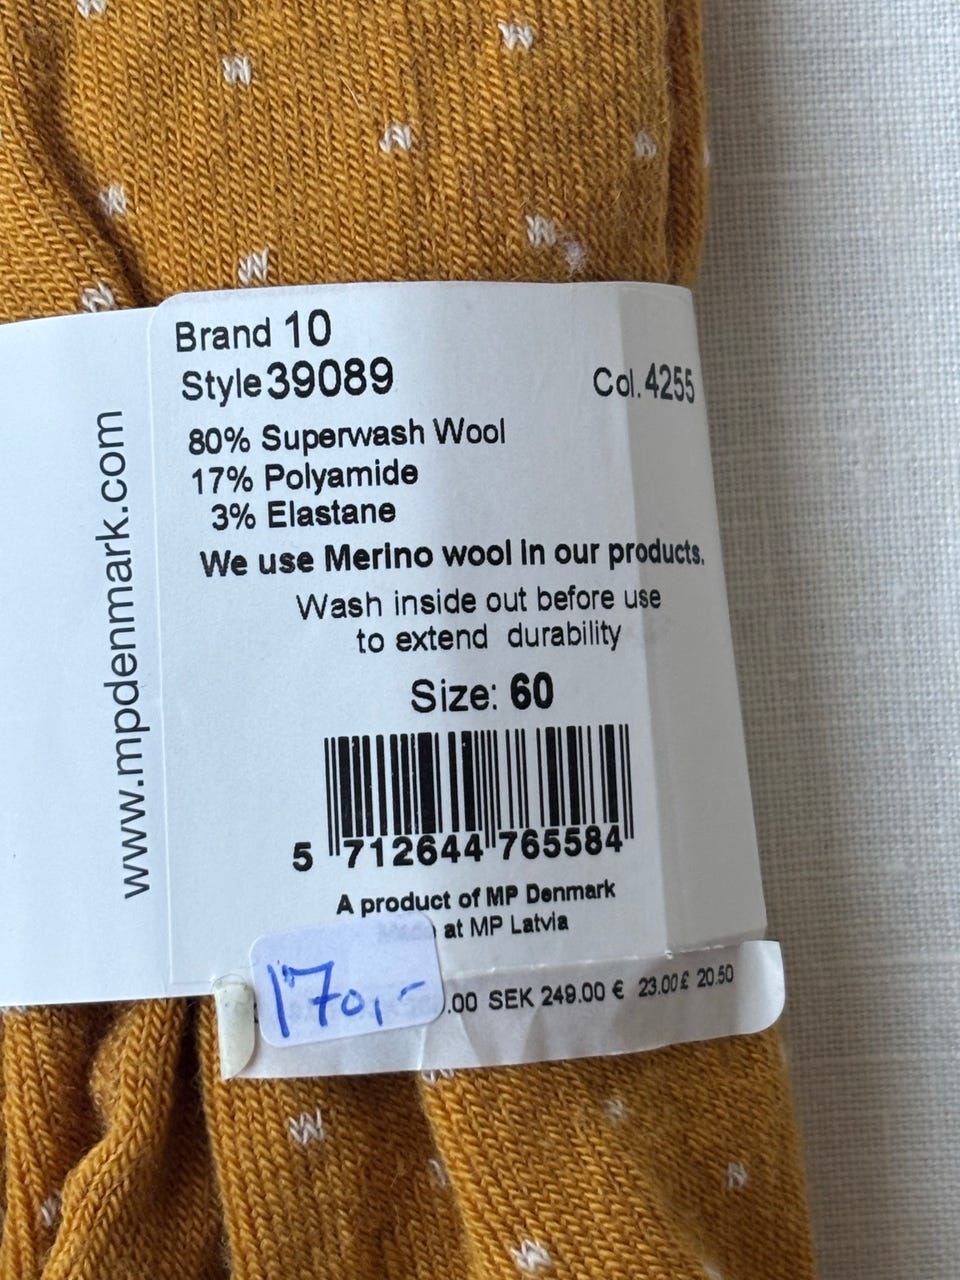 www.mpdenmark.com
Brand 10
Style 39089 Col. 4255
80% Superwash Wool
17% Polyamide
3% Elastane
We use Merino wool in our products.
Wash inside out before use
to extend durability
Size: 60
5 712644 765584
A product of MP Denmark
at MP Latvia
170,-
.00 SEK 249.00 € 23.00 £ 20.50